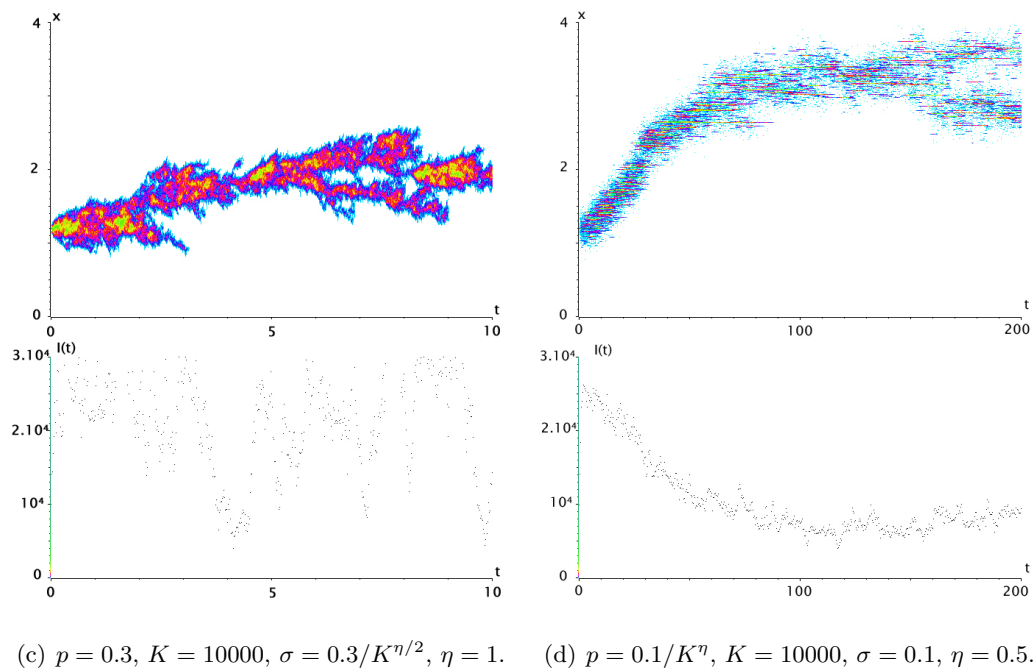 x
4
2
0
0
5
10
t
x
4
2
0
0
100
200
t
I(t)
3.10⁴
2.10⁴
10⁴
0
0
5
10
t
I(t)
3.10⁴
2.10⁴
10⁴
0
0
100
200
t
(c) p = 0.3, K = 10000, σ = 0.3/K^{η/2}, η = 1.
(d) p = 0.1/K^η, K = 10000, σ = 0.1, η = 0.5.